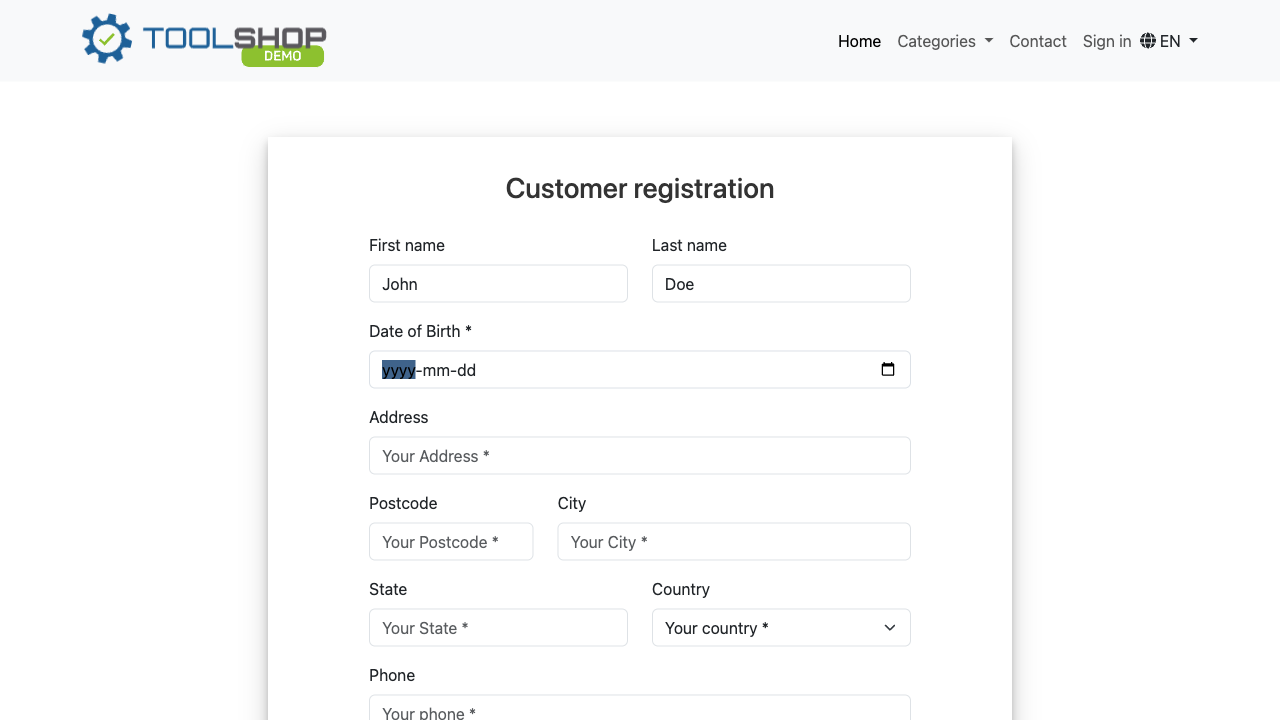 TOOLSHOP
DEMO
Home Categories Contact Sign in EN
Customer registration
First name Last name
John Doe
Date of Birth *
yyyy-mm-dd
Address
Your Address *
Postcode City
Your Postcode * Your City *
State Country
Your State * Your country *
Phone
Your phone *